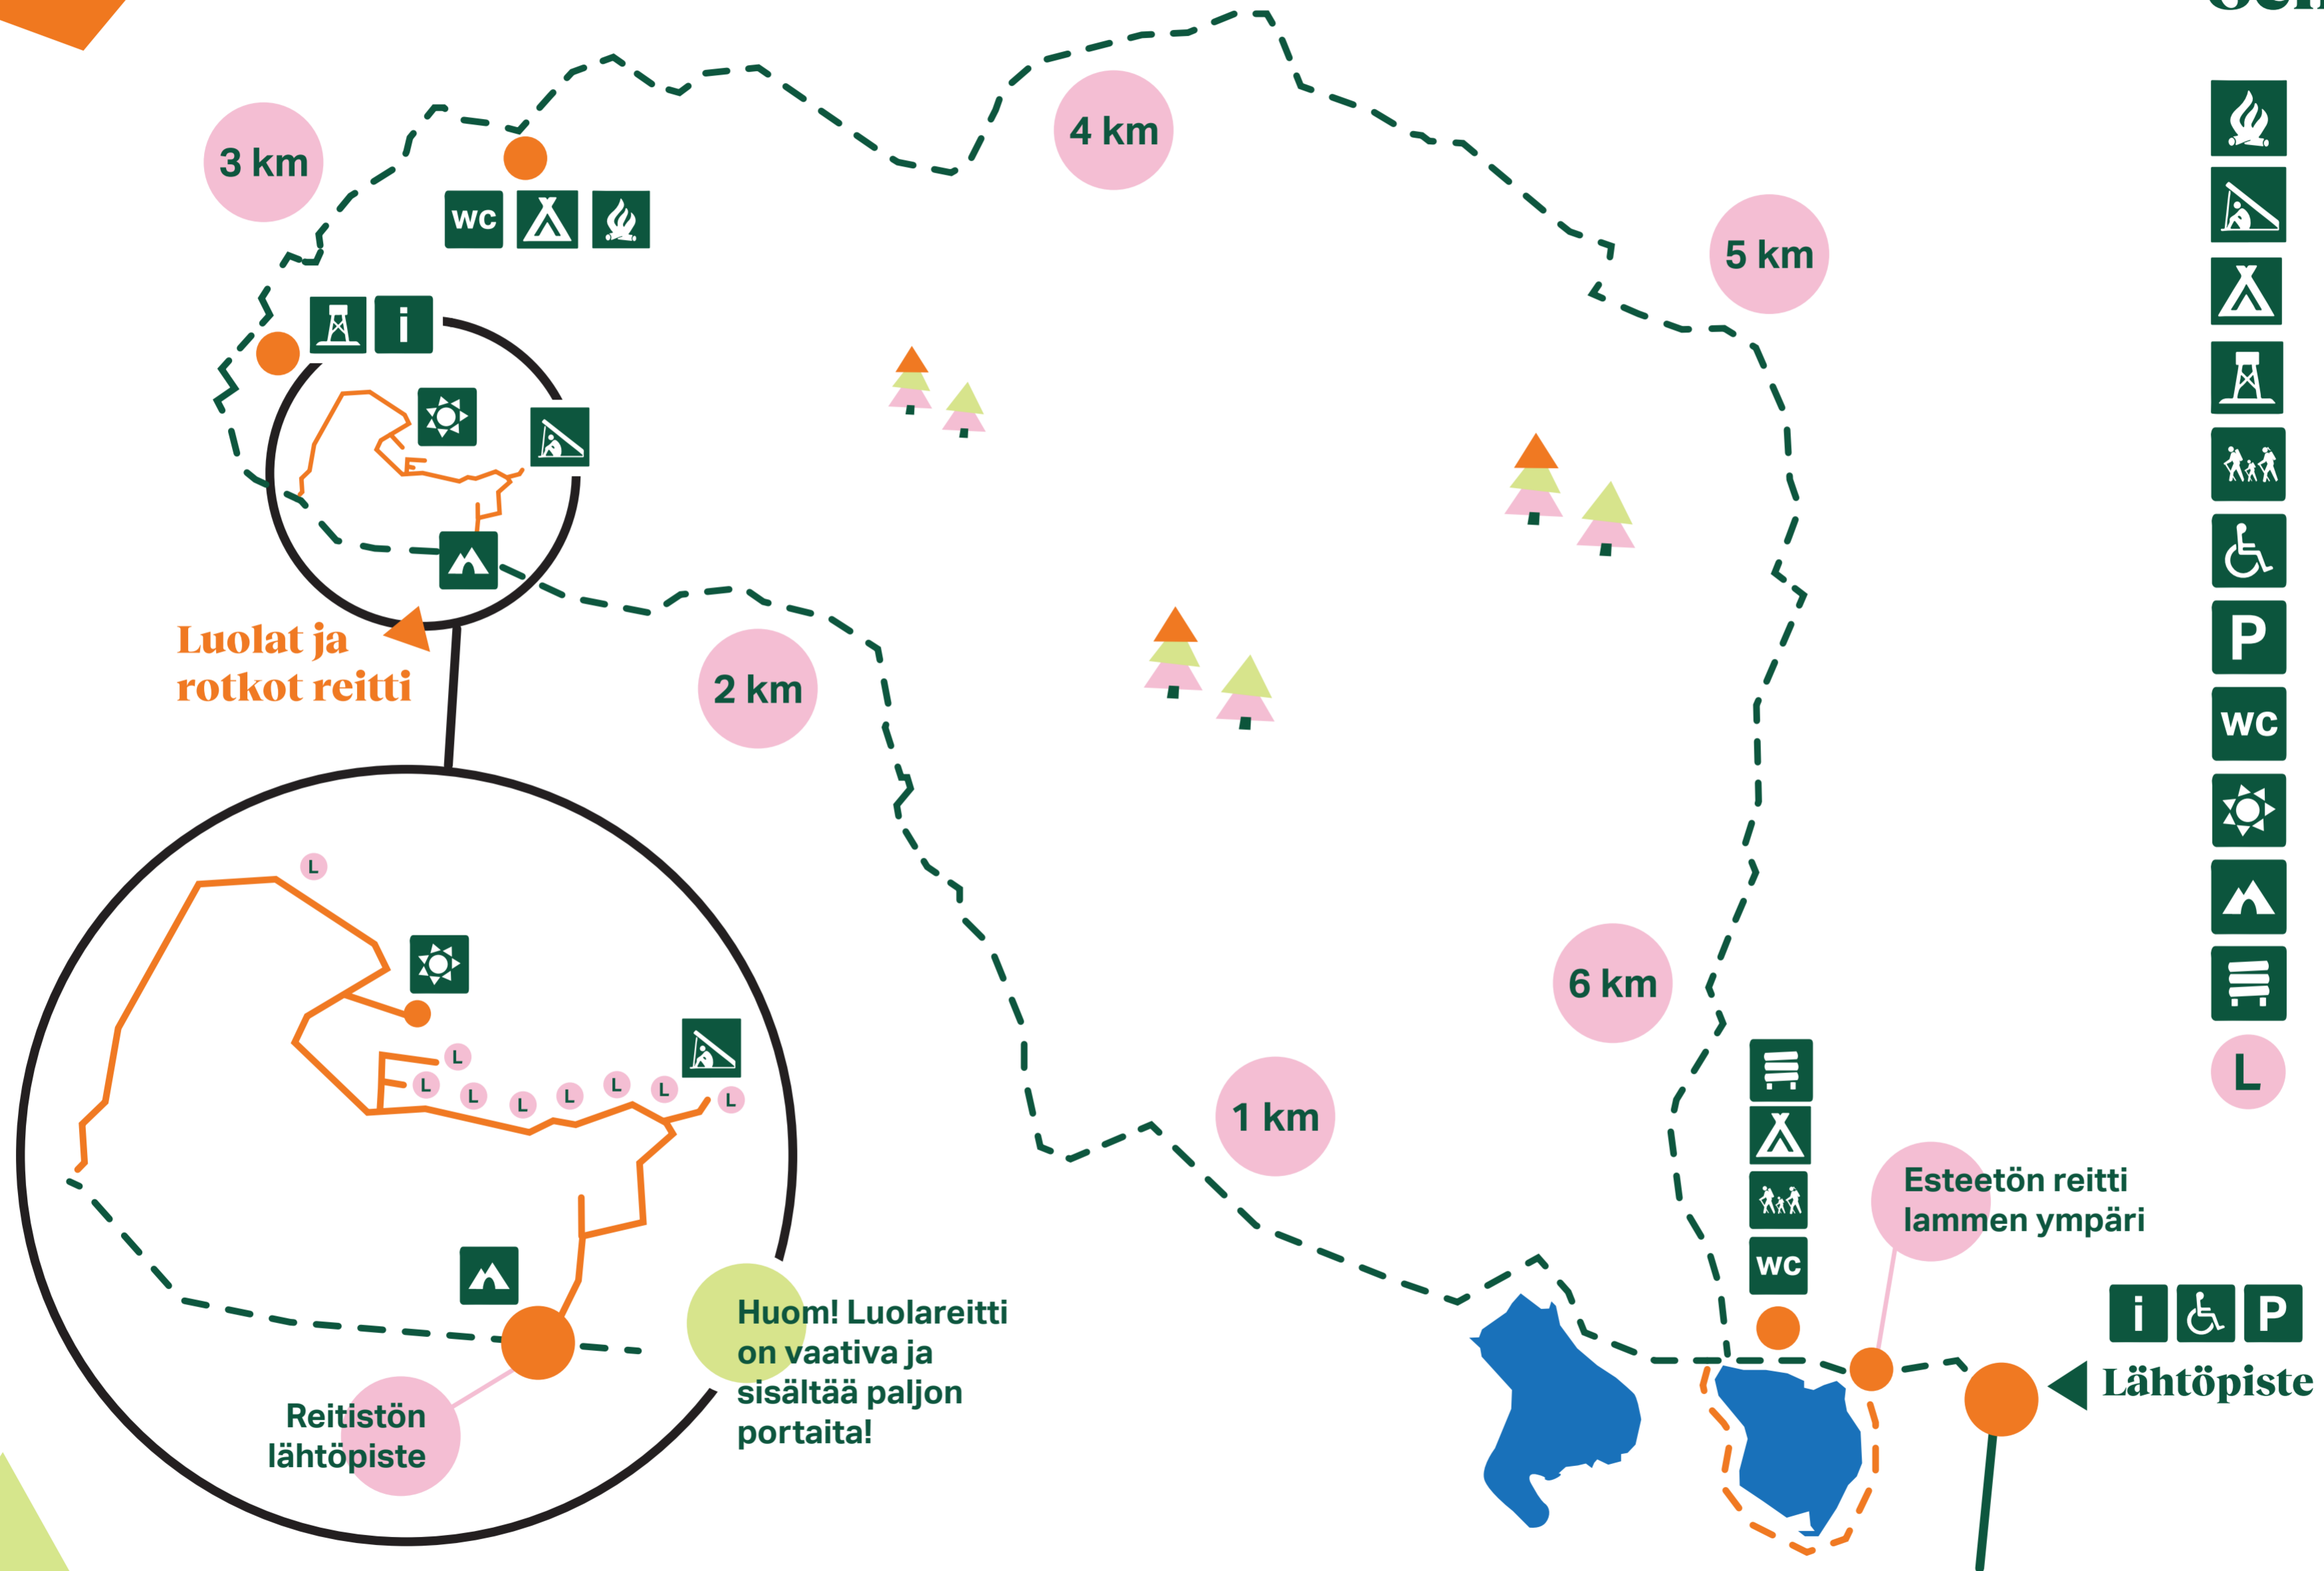 4 km
3 km
WC
5 km
i
Luolat ja
rotkot reitti
2 km
P
WC
L
6 km
L
L
L
L
L
L
L
L
L
L
1 km
WC
Esteetön reitti
lammen ympäri
i
P
Lähtöpiste
Huom! Luolareitti
on vaativa ja
sisältää paljon
portaita!
Reitistön
lähtöpiste